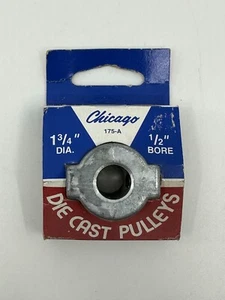 Chicago
175-A
1 3/4" DIA.
1/2" BORE
DIE CAST PULLEYS